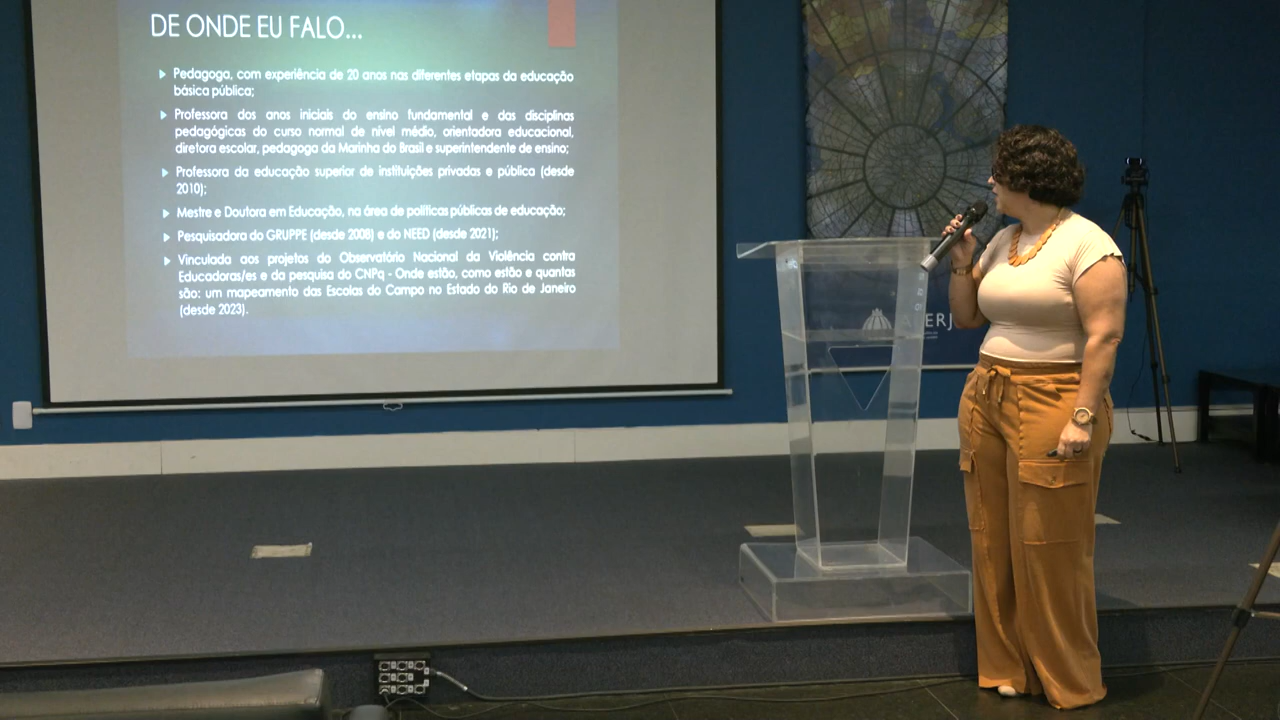 DE ONDE EU FALO...
Pedagoga, com experiência de 20 anos nas diferentes etapas da educação
básica pública;
Professora dos anos iniciais do ensino fundamental e das disciplinas
pedagógicas do curso normal de nível médio, orientadora educacional,
diretora escolar, pedagoga da Marinha do Brasil e superintendente de ensino;
Professora da educação superior de instituições privadas e pública (desde
2010);
Mestre e Doutora em Educação, na área de políticas públicas de educação;
Pesquisadora do GRUPPE (desde 2008) e do NEED (desde 2021);
Vinculada aos projetos do Observatório Nacional da Violência contra
Educadoras/es e da pesquisa do CNPq - Onde estão, como estão e quantas
são: um mapeamento das Escolas do Campo no Estado do Rio de Janeiro
(desde 2023).